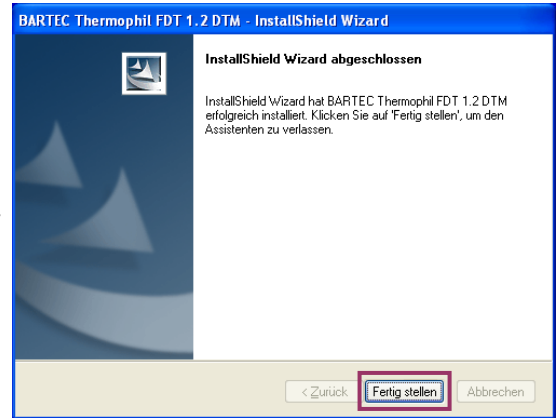 BARTEC Thermophil FDT 1.2 DTM - InstallShield Wizard
InstallShield Wizard abgeschlossen
InstallShield Wizard hat BARTEC Thermophil FDT 1.2 DTM
erfolgreich installiert. Klicken Sie auf 'Fertig stellen', um den
Assistenten zu verlassen.
< Zurück Fertig stellen Abbrechen